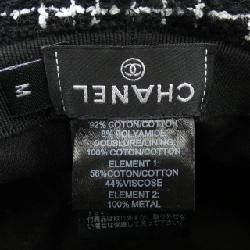 CHANEL
M
92% COTON/COTTON
8% POLYAMIDE
DOUBLURE/LINING:
100% COTON/COTTON
ELEMENT 1:
56% COTON/COTTON
44% VISCOSE
ELEMENT 2:
100% METAL